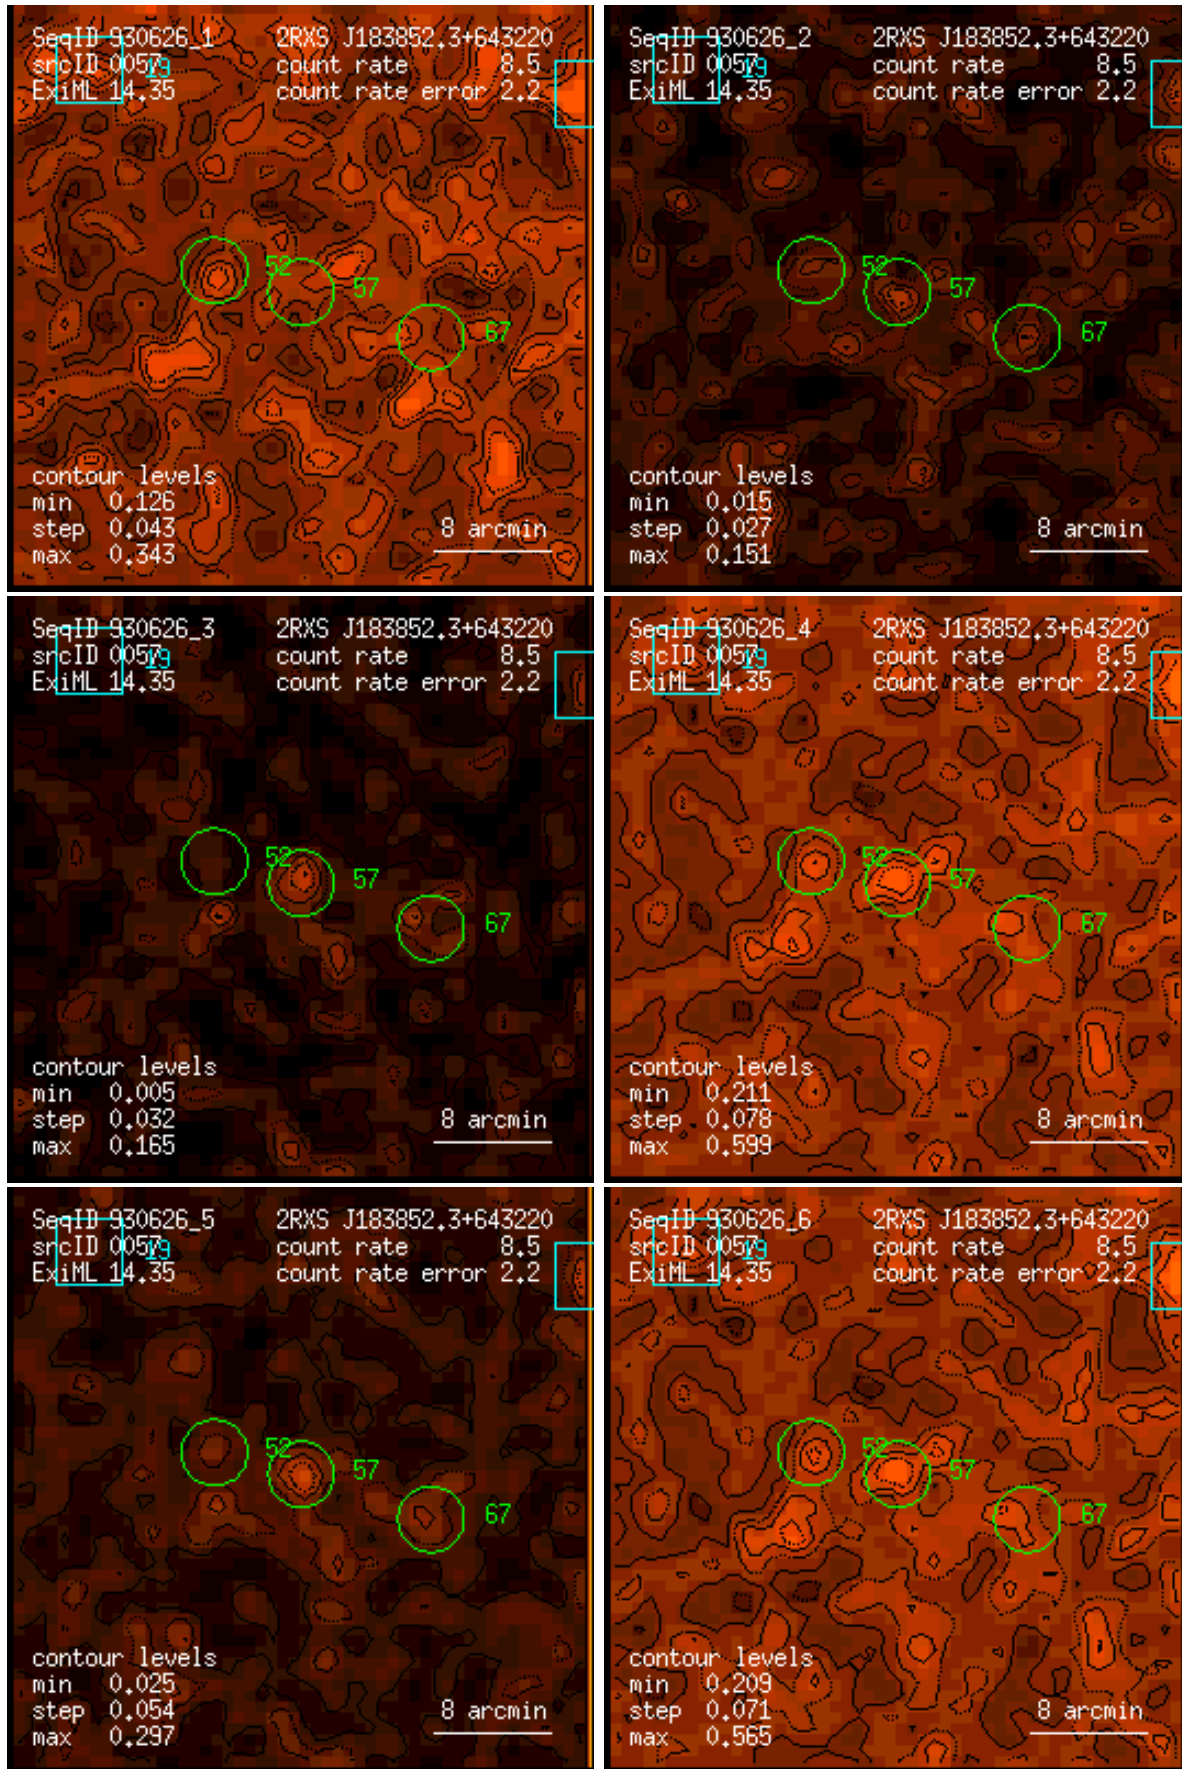 SeqID 930626_1 2RXS J183852.3+643220
srcID 0057 19 count rate 8.5
ExiML 14.35 count rate error 2.2
52
57
67
contour levels
min 0.126
step 0.043 8 arcmin
max 0.343
SeqID 930626_2 2RXS J183852.3+643220
srcID 0057 19 count rate 8.5
ExiML 14.35 count rate error 2.2
52
57
67
contour levels
min 0.015
step 0.027 8 arcmin
max 0.151
SeqID 930626_3 2RXS J183852.3+643220
srcID 0057 19 count rate 8.5
ExiML 14.35 count rate error 2.2
52
57
67
contour levels
min 0.005
step 0.032 8 arcmin
max 0.165
SeqID 930626_4 2RXS J183852.3+643220
srcID 0057 19 count rate 8.5
ExiML 14.35 count rate error 2.2
52
57
67
contour levels
min 0.211
step 0.078 8 arcmin
max 0.599
SeqID 930626_5 2RXS J183852.3+643220
srcID 0057 19 count rate 8.5
ExiML 14.35 count rate error 2.2
52
57
67
contour levels
min 0.025
step 0.054 8 arcmin
max 0.297
SeqID 930626_6 2RXS J183852.3+643220
srcID 0057 19 count rate 8.5
ExiML 14.35 count rate error 2.2
52
57
67
contour levels
min 0.209
step 0.071 8 arcmin
max 0.565